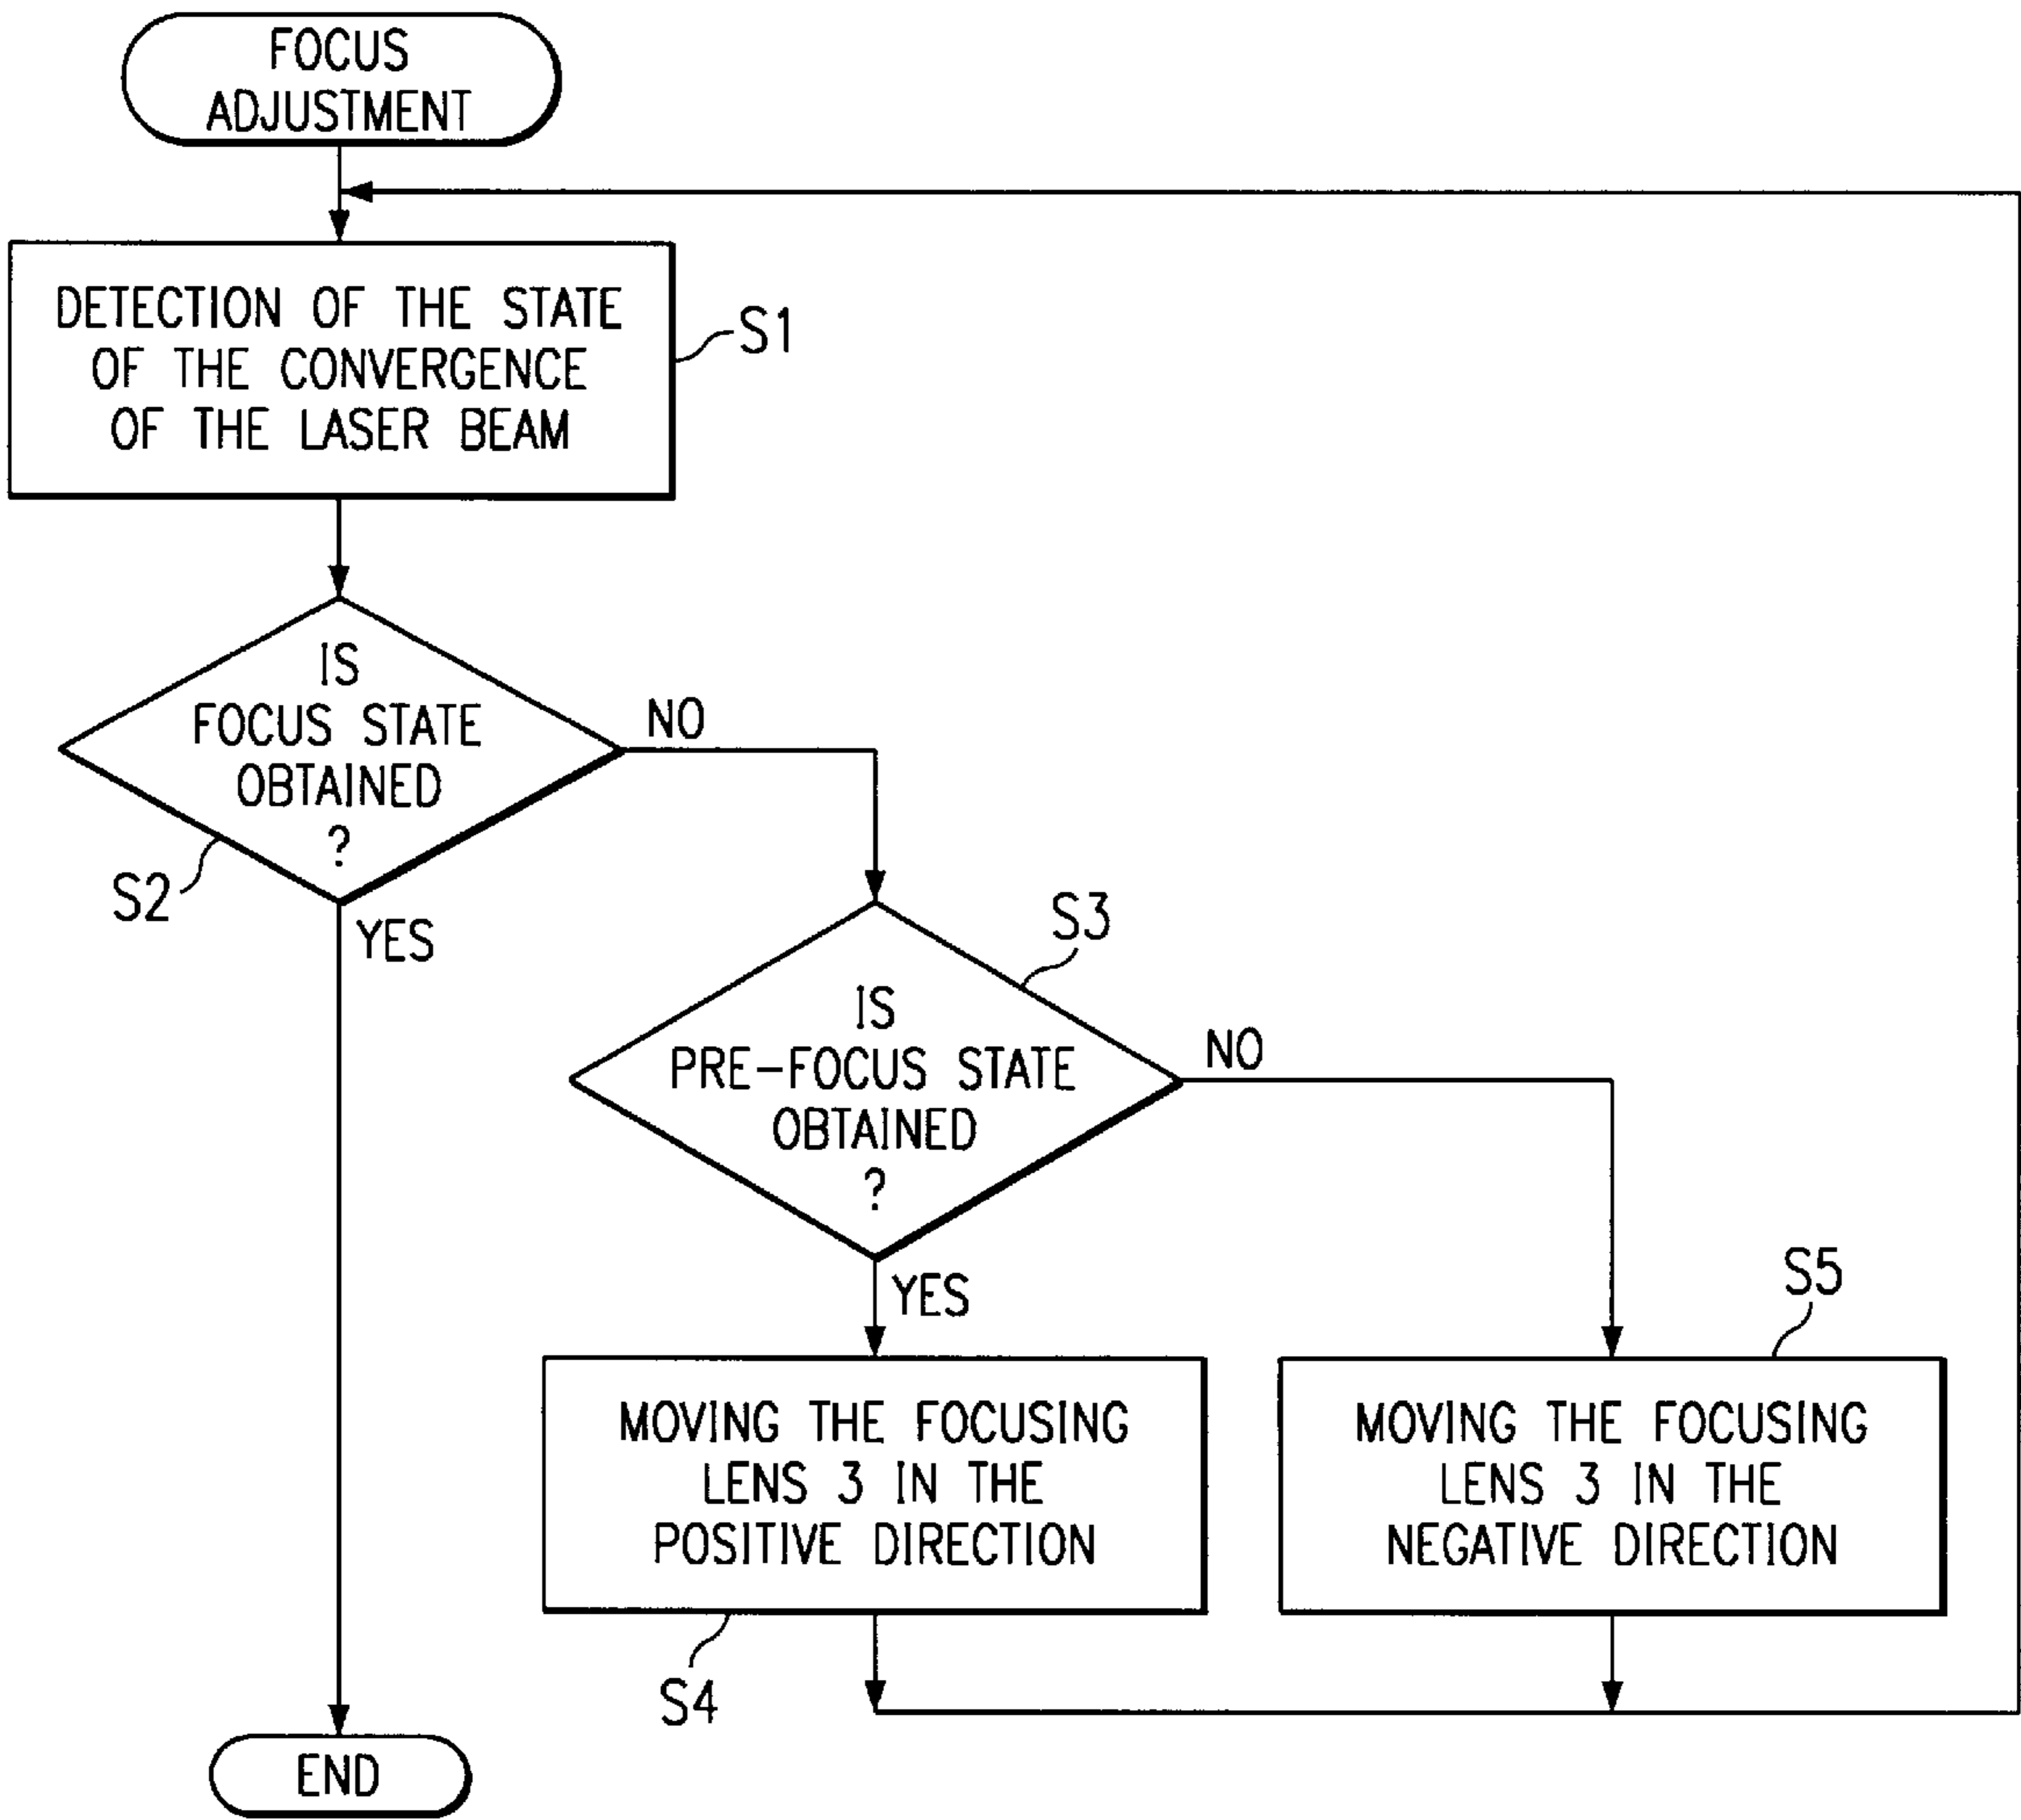 FOCUS
ADJUSTMENT
DETECTION OF THE STATE
OF THE CONVERGENCE
OF THE LASER BEAM
S1
IS
FOCUS STATE
OBTAINED
?
NO
S2
YES
S3
IS
PRE-FOCUS STATE
OBTAINED
?
NO
YES
S5
MOVING THE FOCUSING
LENS 3 IN THE
POSITIVE DIRECTION
MOVING THE FOCUSING
LENS 3 IN THE
NEGATIVE DIRECTION
S4
END